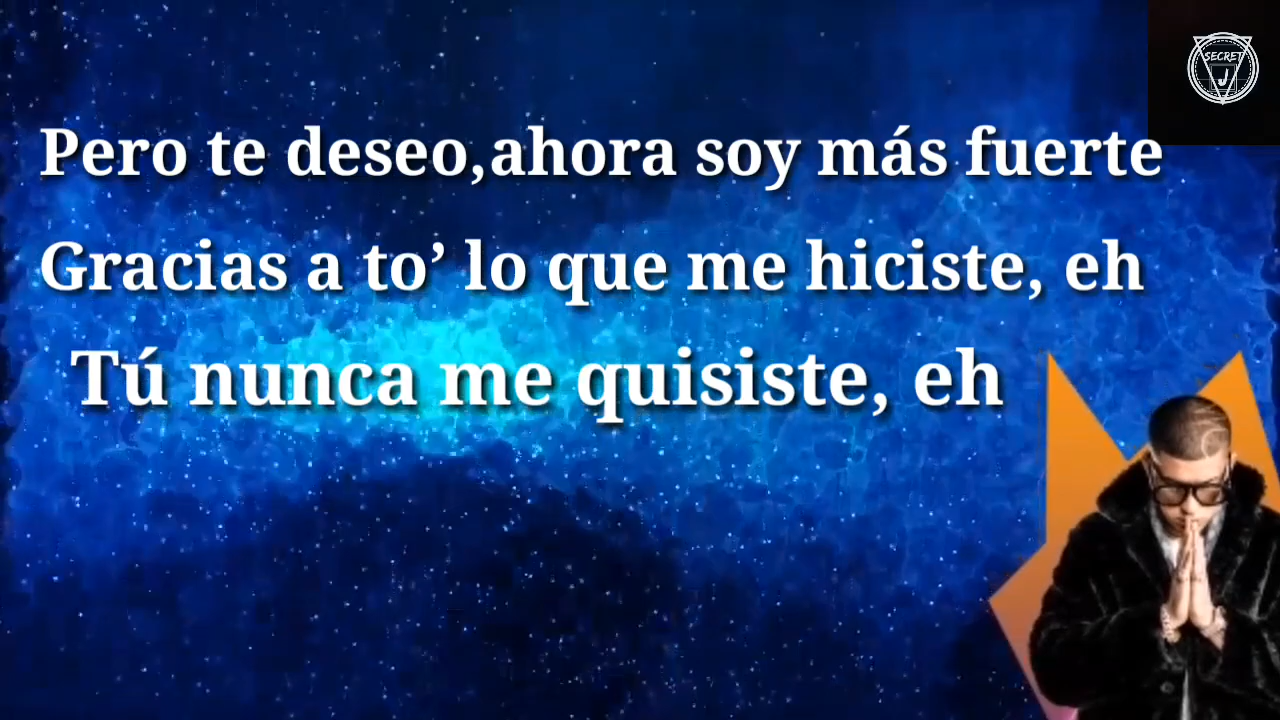 SECRET
J
Pero te deseo,ahora soy más fuerte
Gracias a to’ lo que me hiciste, eh
Tú nunca me quisiste, eh